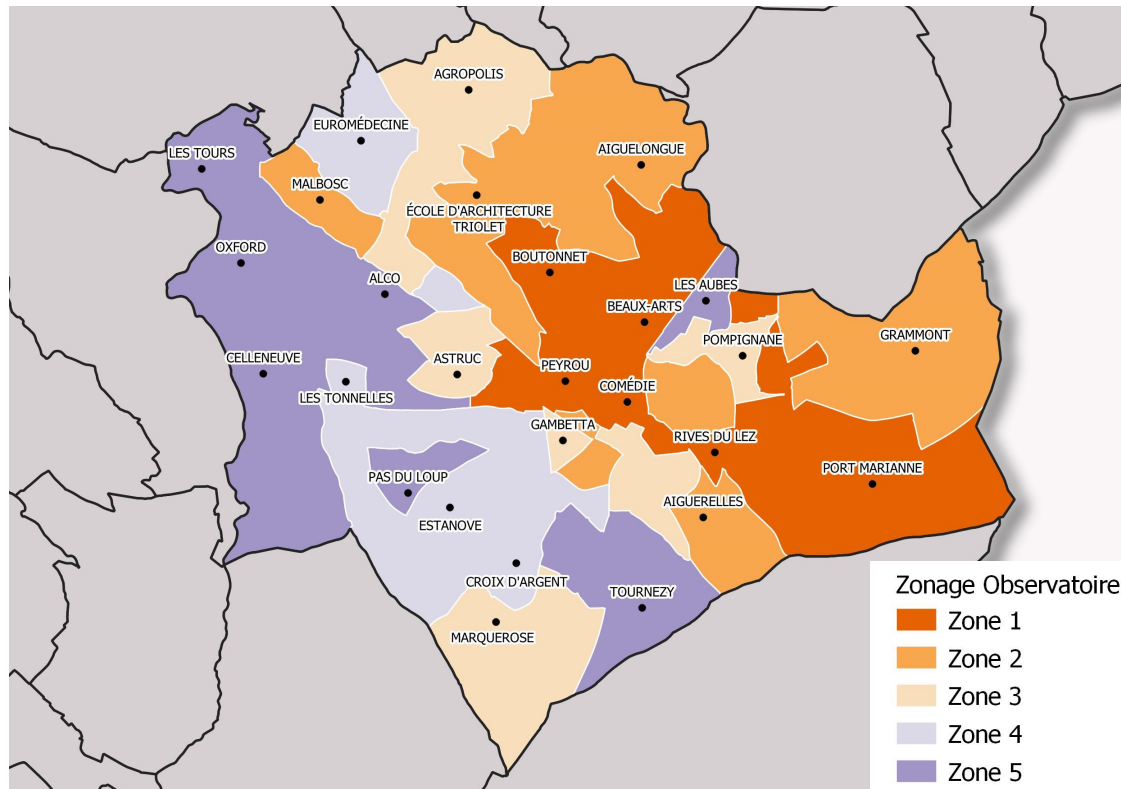 AGROPOLIS
EUROMÉDECINE
LES TOURS
AIGUELONGUE
MALBOSC
ÉCOLE D'ARCHITECTURE
TRIOLET
OXFORD
BOUTONNET
ALCO
LES AUBES
BEAUX-ARTS
POMPIGNANE
GRAMMONT
CELLENEUVE
ASTRUC
PEYROU
COMÉDIE
LES TONNELLES
GAMBETTA
RIVES DU LEZ
PORT MARIANNE
PAS DU LOUP
AIGUERELLES
ESTANOVE
CROIX D'ARGENT
TOURNEZY
MARQUEROSE
Zonage Observatoire
Zone 1
Zone 2
Zone 3
Zone 4
Zone 5